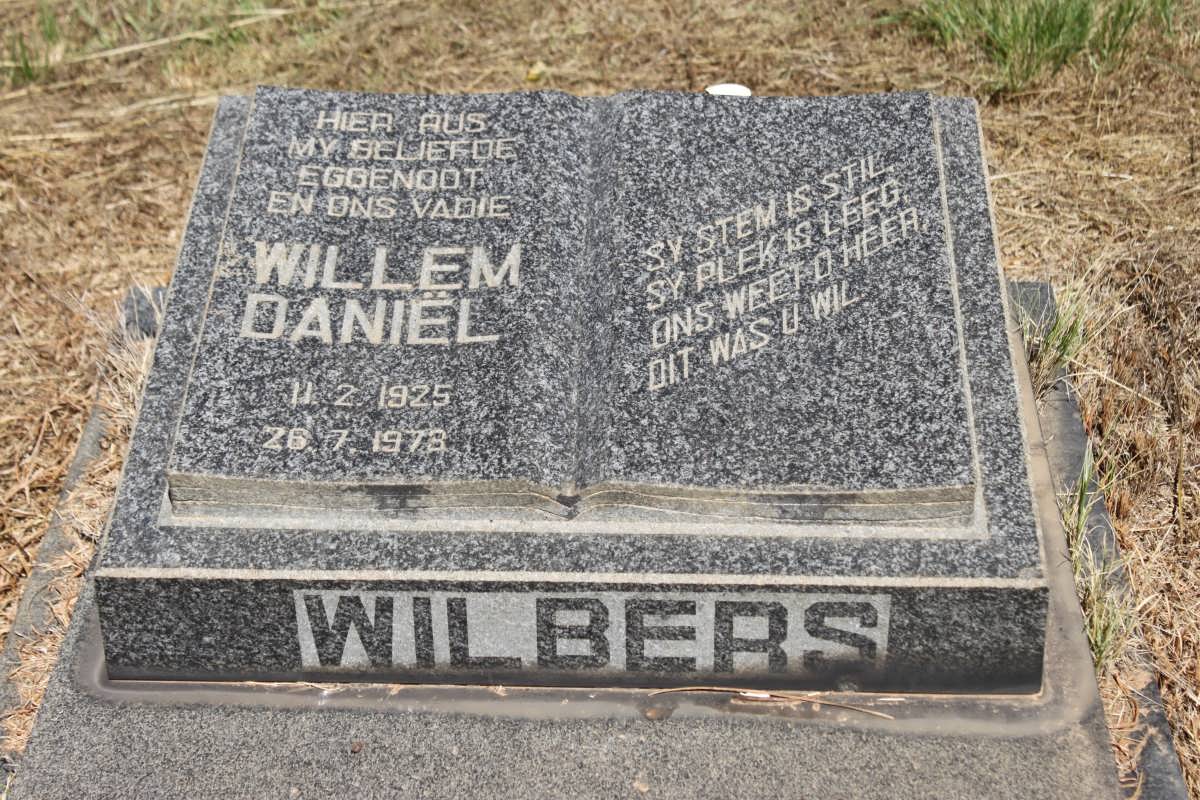 HIER RUS
MY GELIEFDE
EGGENOOT
EN ONS VADIE
WILLEM
DANIËL
11. 2. 1925
26. 7. 1973
SY STEM IS STIL
SY PLEK IS LEEG.
ONS WEET O HEER,
DIT WAS U WIL
WILBERS